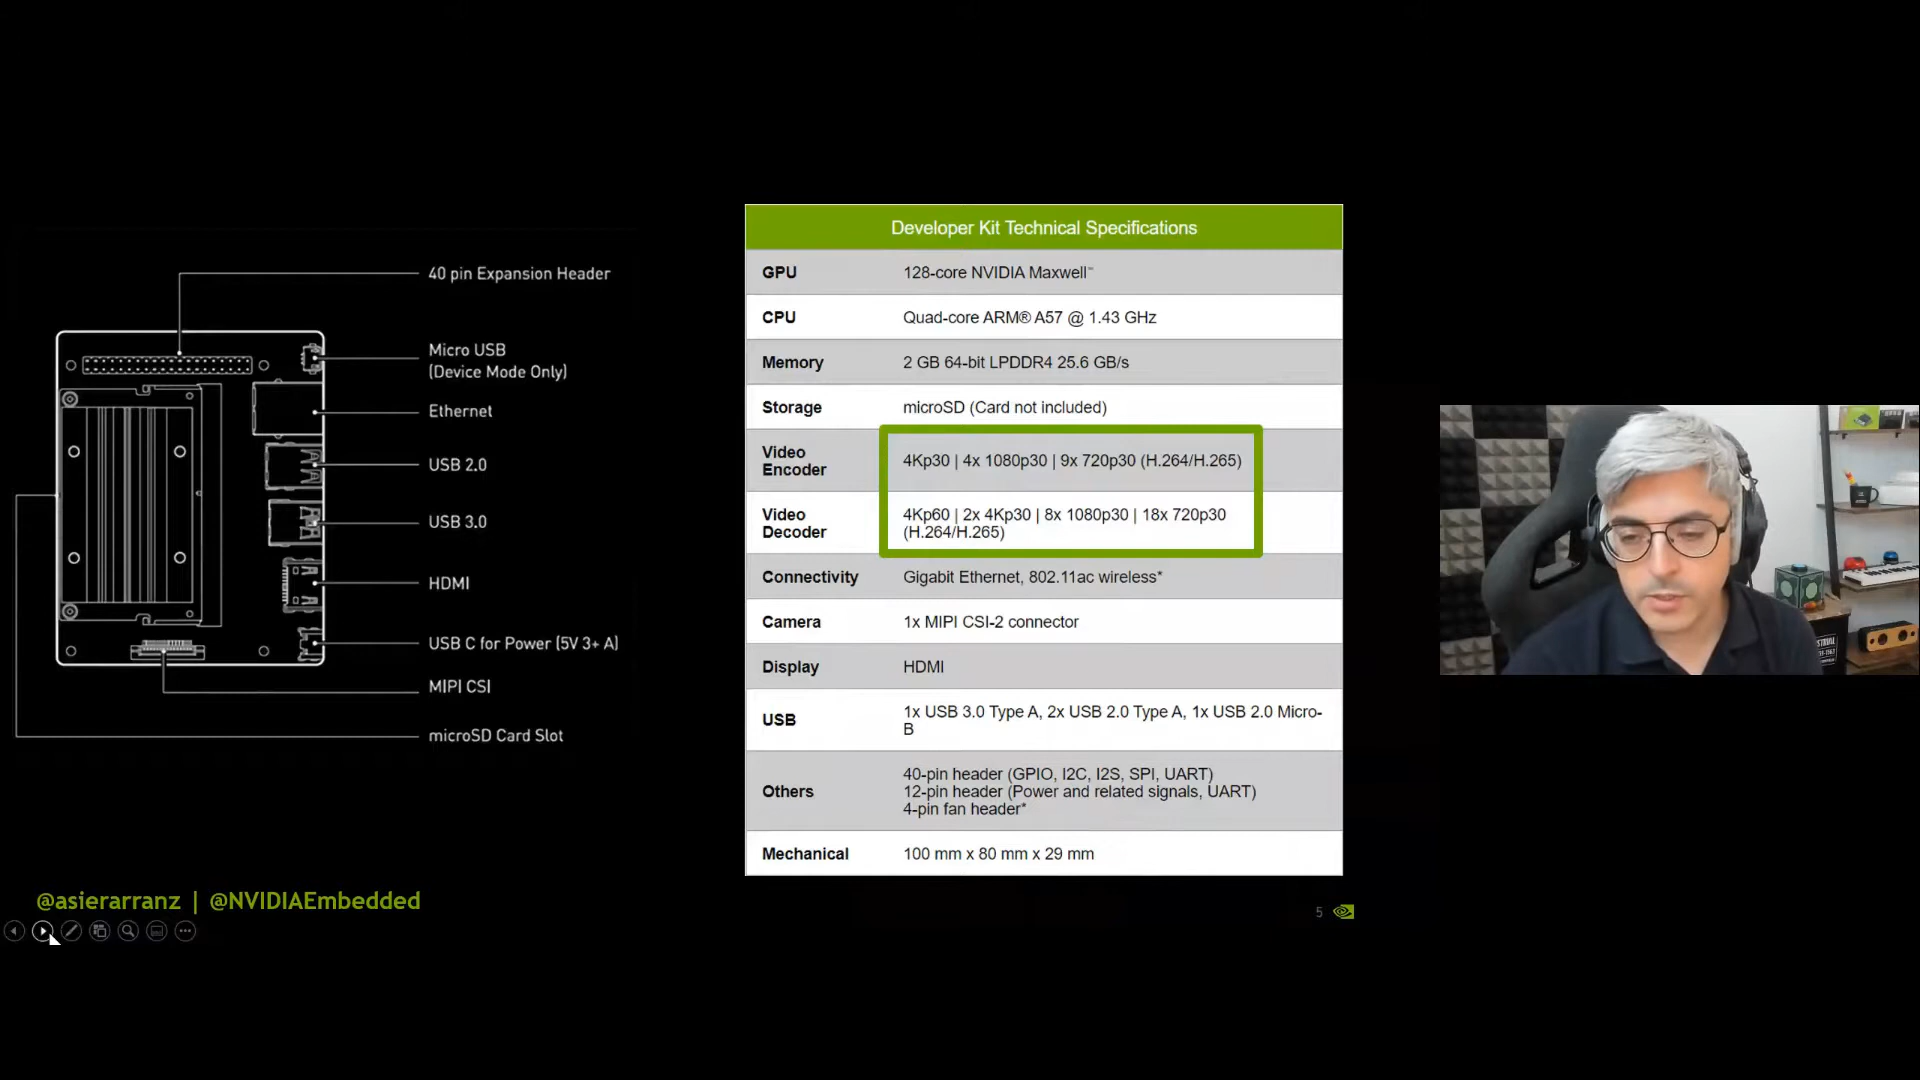 40 pin Expansion Header
Micro USB
(Device Mode Only)
Ethernet
USB 2.0
USB 3.0
HDMI
USB C for Power (5V 3+ A)
MIPI CSI
microSD Card Slot
Developer Kit Technical Specifications
GPU 128-core NVIDIA Maxwell™
CPU Quad-core ARM® A57 @ 1.43 GHz
Memory 2 GB 64-bit LPDDR4 25.6 GB/s
Storage microSD (Card not included)
Video
Encoder
4Kp30 | 4x 1080p30 | 9x 720p30 (H.264/H.265)
Video
Decoder
4Kp60 | 2x 4Kp30 | 8x 1080p30 | 18x 720p30
(H.264/H.265)
Connectivity Gigabit Ethernet, 802.11ac wireless*
Camera 1x MIPI CSI-2 connector
Display HDMI
USB
1x USB 3.0 Type A, 2x USB 2.0 Type A, 1x USB 2.0 Micro-
B
Others
40-pin header (GPIO, I2C, I2S, SPI, UART)
12-pin header (Power and related signals, UART)
4-pin fan header*
Mechanical 100 mm x 80 mm x 29 mm
@asierarranz | @NVIDIAEmbedded
5